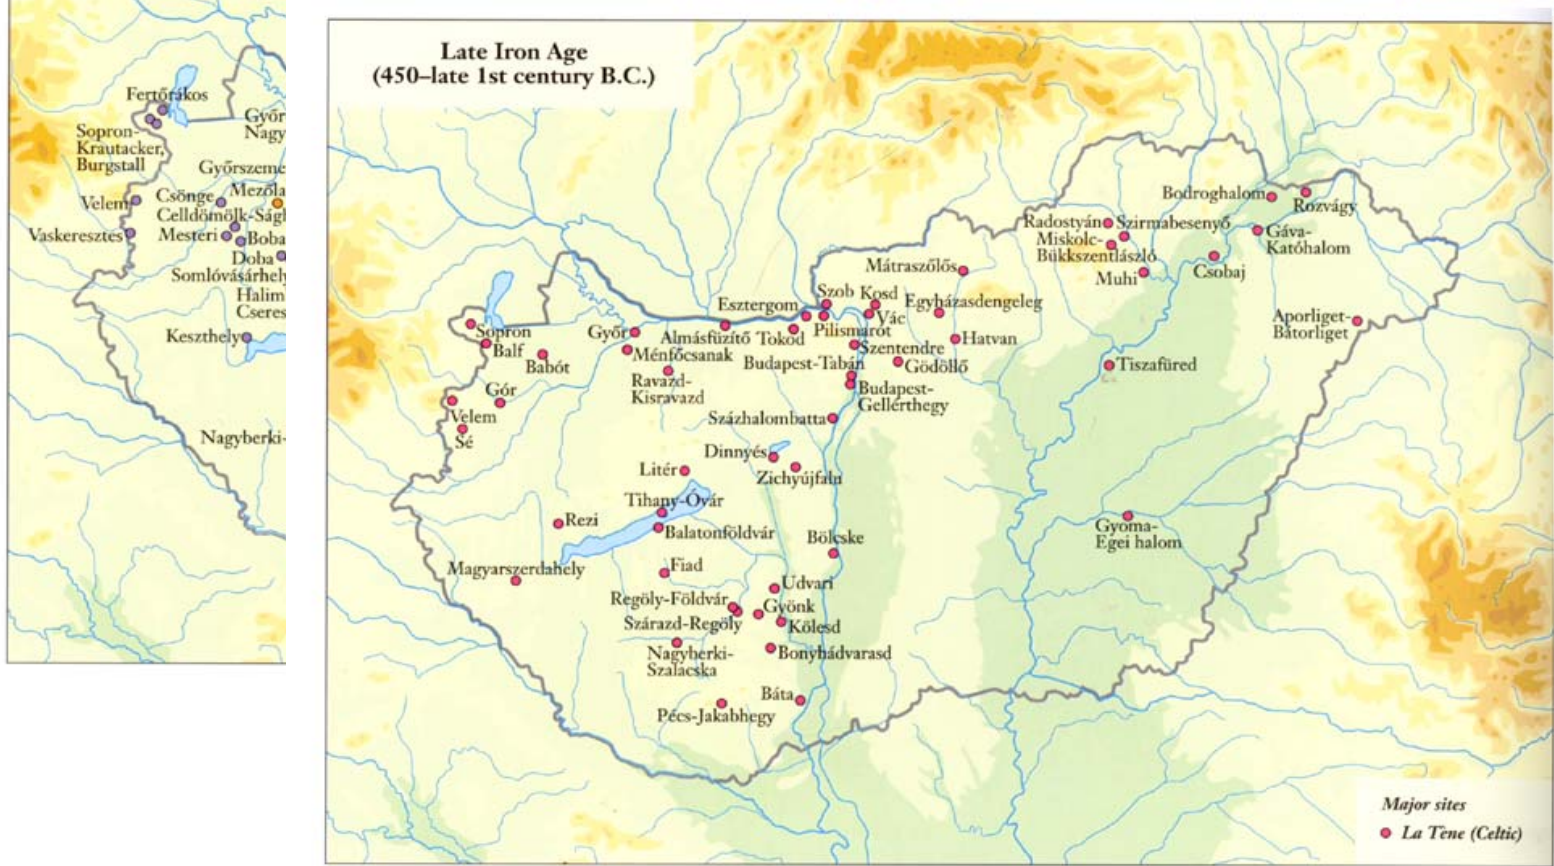 Fertőrákos
Győr
Nagy
Sopron-
Krautacker,
Burgstall
Győrszeme
Mezőla
Csönge
Velem
Celldömölk-Ságl
Vaskeresztes
Mesteri
Boba
Doba
Somlóvásárhely
Halim
Cseres
Keszthely
Nagyberki-
Late Iron Age
(450–late 1st century B.C.)
Bodroghalom
Rozvágy
Radostyán
Szirmabesenyő
Miskolc-
Bükkszentlászló
Gáva-
Katóhalom
Muhi
Csobaj
Mátraszőlős
Esztergom
Szob
Kosd
Egyházasdengeleg
Vác
Aporliget-
Bátorliget
Sopron
Balf
Babót
Győr
Ménfőcsanak
Almásfüzítő
Tokod
Pilismarót
Szentendre
Hatvan
Budapest-Tabán
Gödöllő
Tiszafüred
Ravazd-
Kisravazd
Budapest-
Gellérthegy
Gór
Velem
Sé
Százhalombatta
Dinnyés
Zichyújfalu
Litér
Tihany-Óvár
Rezi
Balatonföldvár
Bölcske
Gyoma-
Egei halom
Magyarszerdahely
Fiad
Udvari
Regöly-Földvár
Gyönk
Szárazd-Regöly
Kölesd
Nagyberki-
Szalacska
Bonyhádvarasd
Báta
Pécs-Jakabhegy
Major sites
La Tène (Celtic)